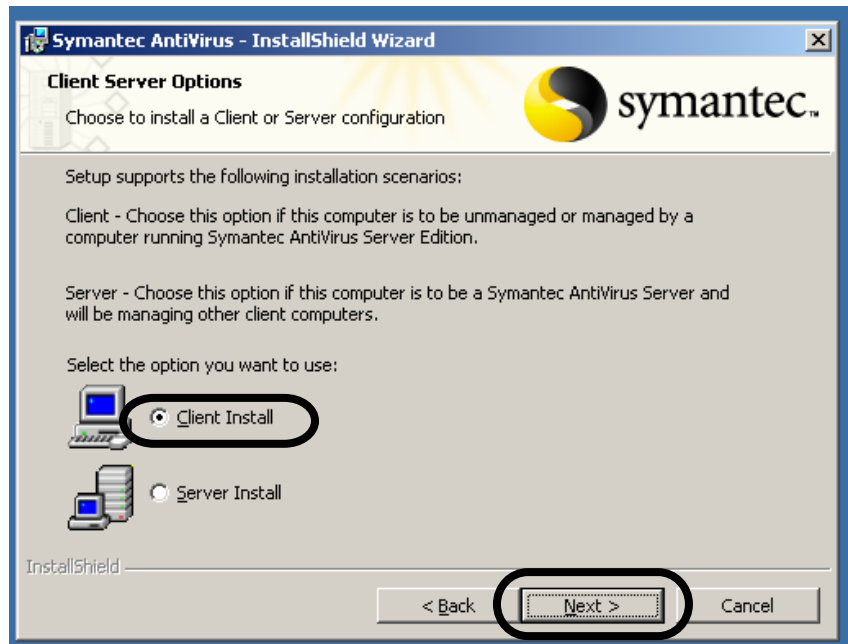 Symantec AntiVirus - InstallShield Wizard
Client Server Options
Choose to install a Client or Server configuration
symantec™
Setup supports the following installation scenarios:
Client - Choose this option if this computer is to be unmanaged or managed by a
computer running Symantec AntiVirus Server Edition.
Server - Choose this option if this computer is to be a Symantec AntiVirus Server and
will be managing other client computers.
Select the option you want to use:
Client Install
Server Install
InstallShield
< Back Next > Cancel